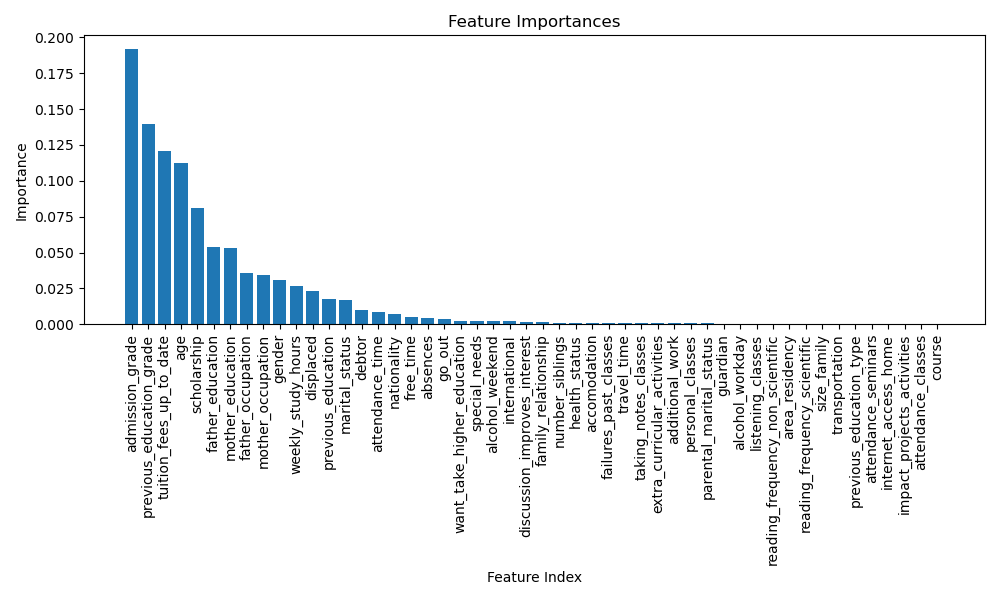 Feature Importances
Importance
0.200
0.175
0.150
0.125
0.100
0.075
0.050
0.025
0.000
admission_grade
previous_education_grade
tuition_fees_up_to_date
age
scholarship
father_education
mother_education
father_occupation
mother_occupation
gender
weekly_study_hours
displaced
previous_education
marital_status
debtor
attendance_time
nationality
free_time
absences
go_out
want_take_higher_education
special_needs
alcohol_weekend
international
discussion_improves_interest
family_relationship
number_siblings
health_status
accomodation
failures_past_classes
travel_time
taking_notes_classes
extra_curricular_activities
additional_work
personal_classes
parental_marital_status
guardian
alcohol_workday
listening_classes
reading_frequency_non_scientific
area_residency
reading_frequency_scientific
size_family
transportation
previous_education_type
attendance_seminars
internet_access_home
impact_projects_activities
attendance_classes
course
Feature Index